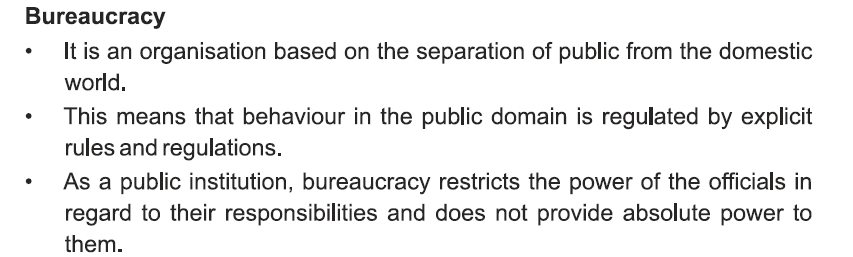 Bureaucracy
• It is an organisation based on the separation of public from the domestic
world.
• This means that behaviour in the public domain is regulated by explicit
rules and regulations.
• As a public institution, bureaucracy restricts the power of the officials in
regard to their responsibilities and does not provide absolute power to
them.